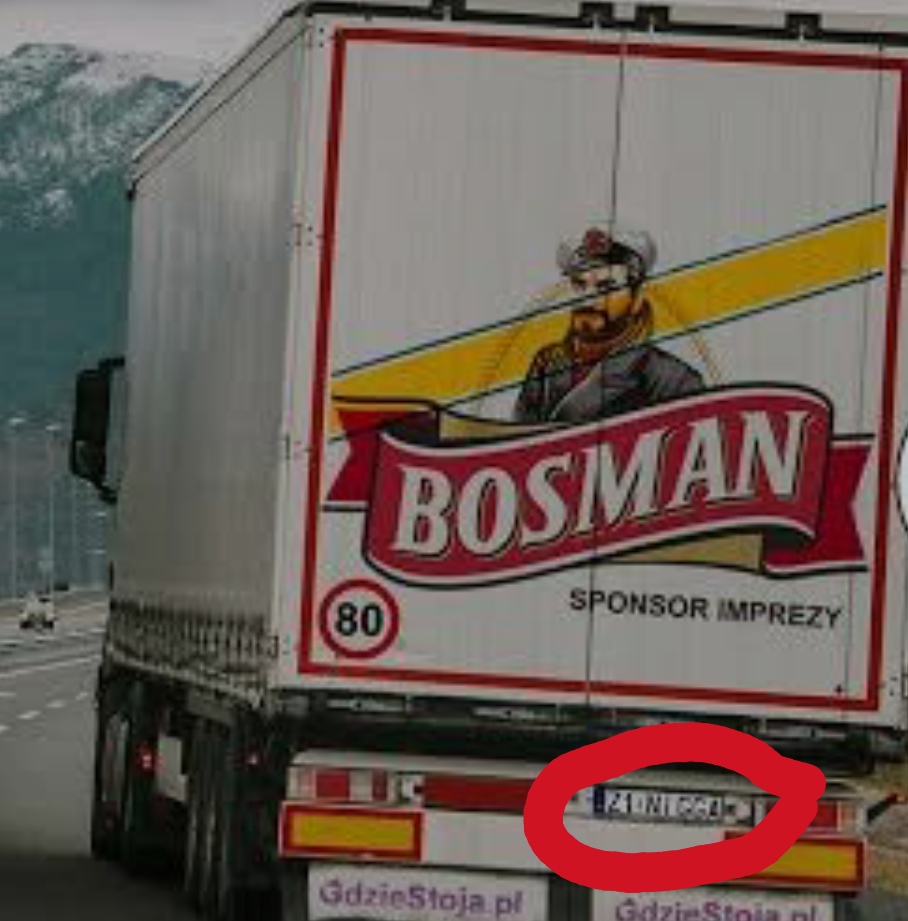 BOSMAN
SPONSOR IMPREZY
80
GdzieStoja.pl
GdzieStoja.pl